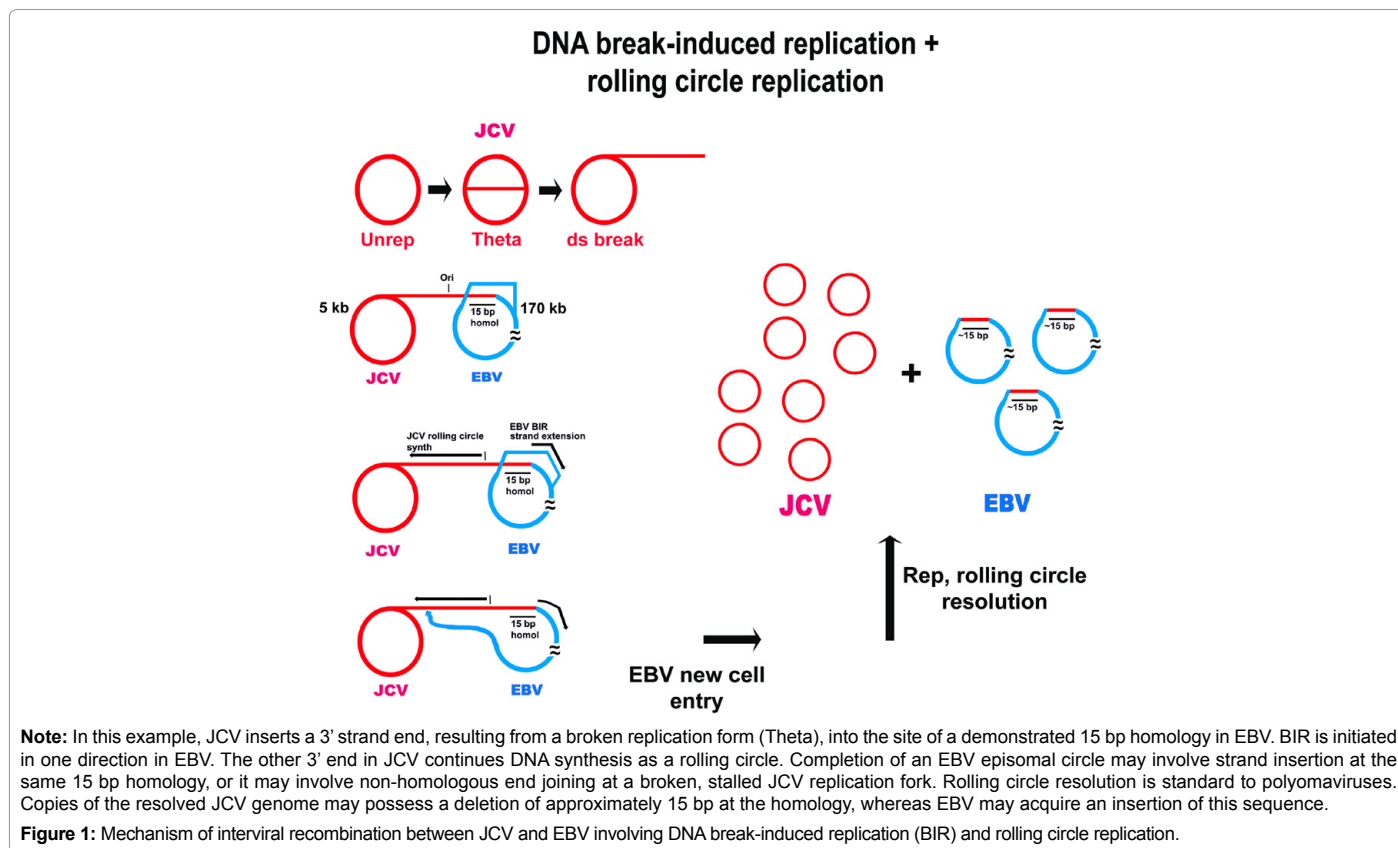 DNA break-induced replication +
rolling circle replication
JCV
Unrep
Theta
ds break
Ori
5 kb
15 bp
homol
170 kb
≈
JCV
EBV
JCV rolling circle
synth
EBV BIR
strand extension
15 bp
homol
≈
JCV
EBV
15 bp
homol
≈
JCV
EBV
EBV new cell
entry
Rep, rolling circle
resolution
JCV
+
~15 bp
≈
~15 bp
≈
~15 bp
≈
EBV
Note: In this example, JCV inserts a 3’ strand end, resulting from a broken replication form (Theta), into the site of a demonstrated 15 bp homology in EBV. BIR is initiated
in one direction in EBV. The other 3’ end in JCV continues DNA synthesis as a rolling circle. Completion of an EBV episomal circle may involve strand insertion at the
same 15 bp homology, or it may involve non-homologous end joining at a broken, stalled JCV replication fork. Rolling circle resolution is standard to polyomaviruses.
Copies of the resolved JCV genome may possess a deletion of approximately 15 bp at the homology, whereas EBV may acquire an insertion of this sequence.
Figure 1: Mechanism of interviral recombination between JCV and EBV involving DNA break-induced replication (BIR) and rolling circle replication.